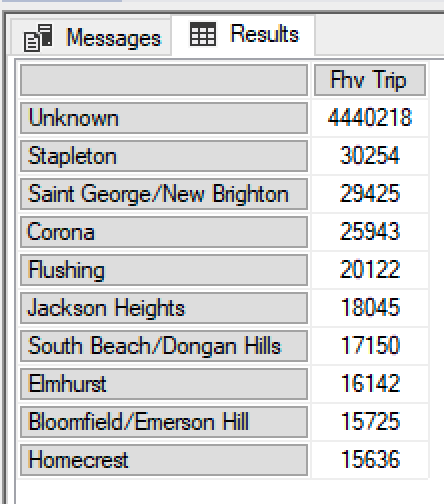 Messages Results
Fhv Trip
Unknown 4440218
Stapleton 30254
Saint George/New Brighton 29425
Corona 25943
Flushing 20122
Jackson Heights 18045
South Beach/Dongan Hills 17150
Elmhurst 16142
Bloomfield/Emerson Hill 15725
Homecrest 15636